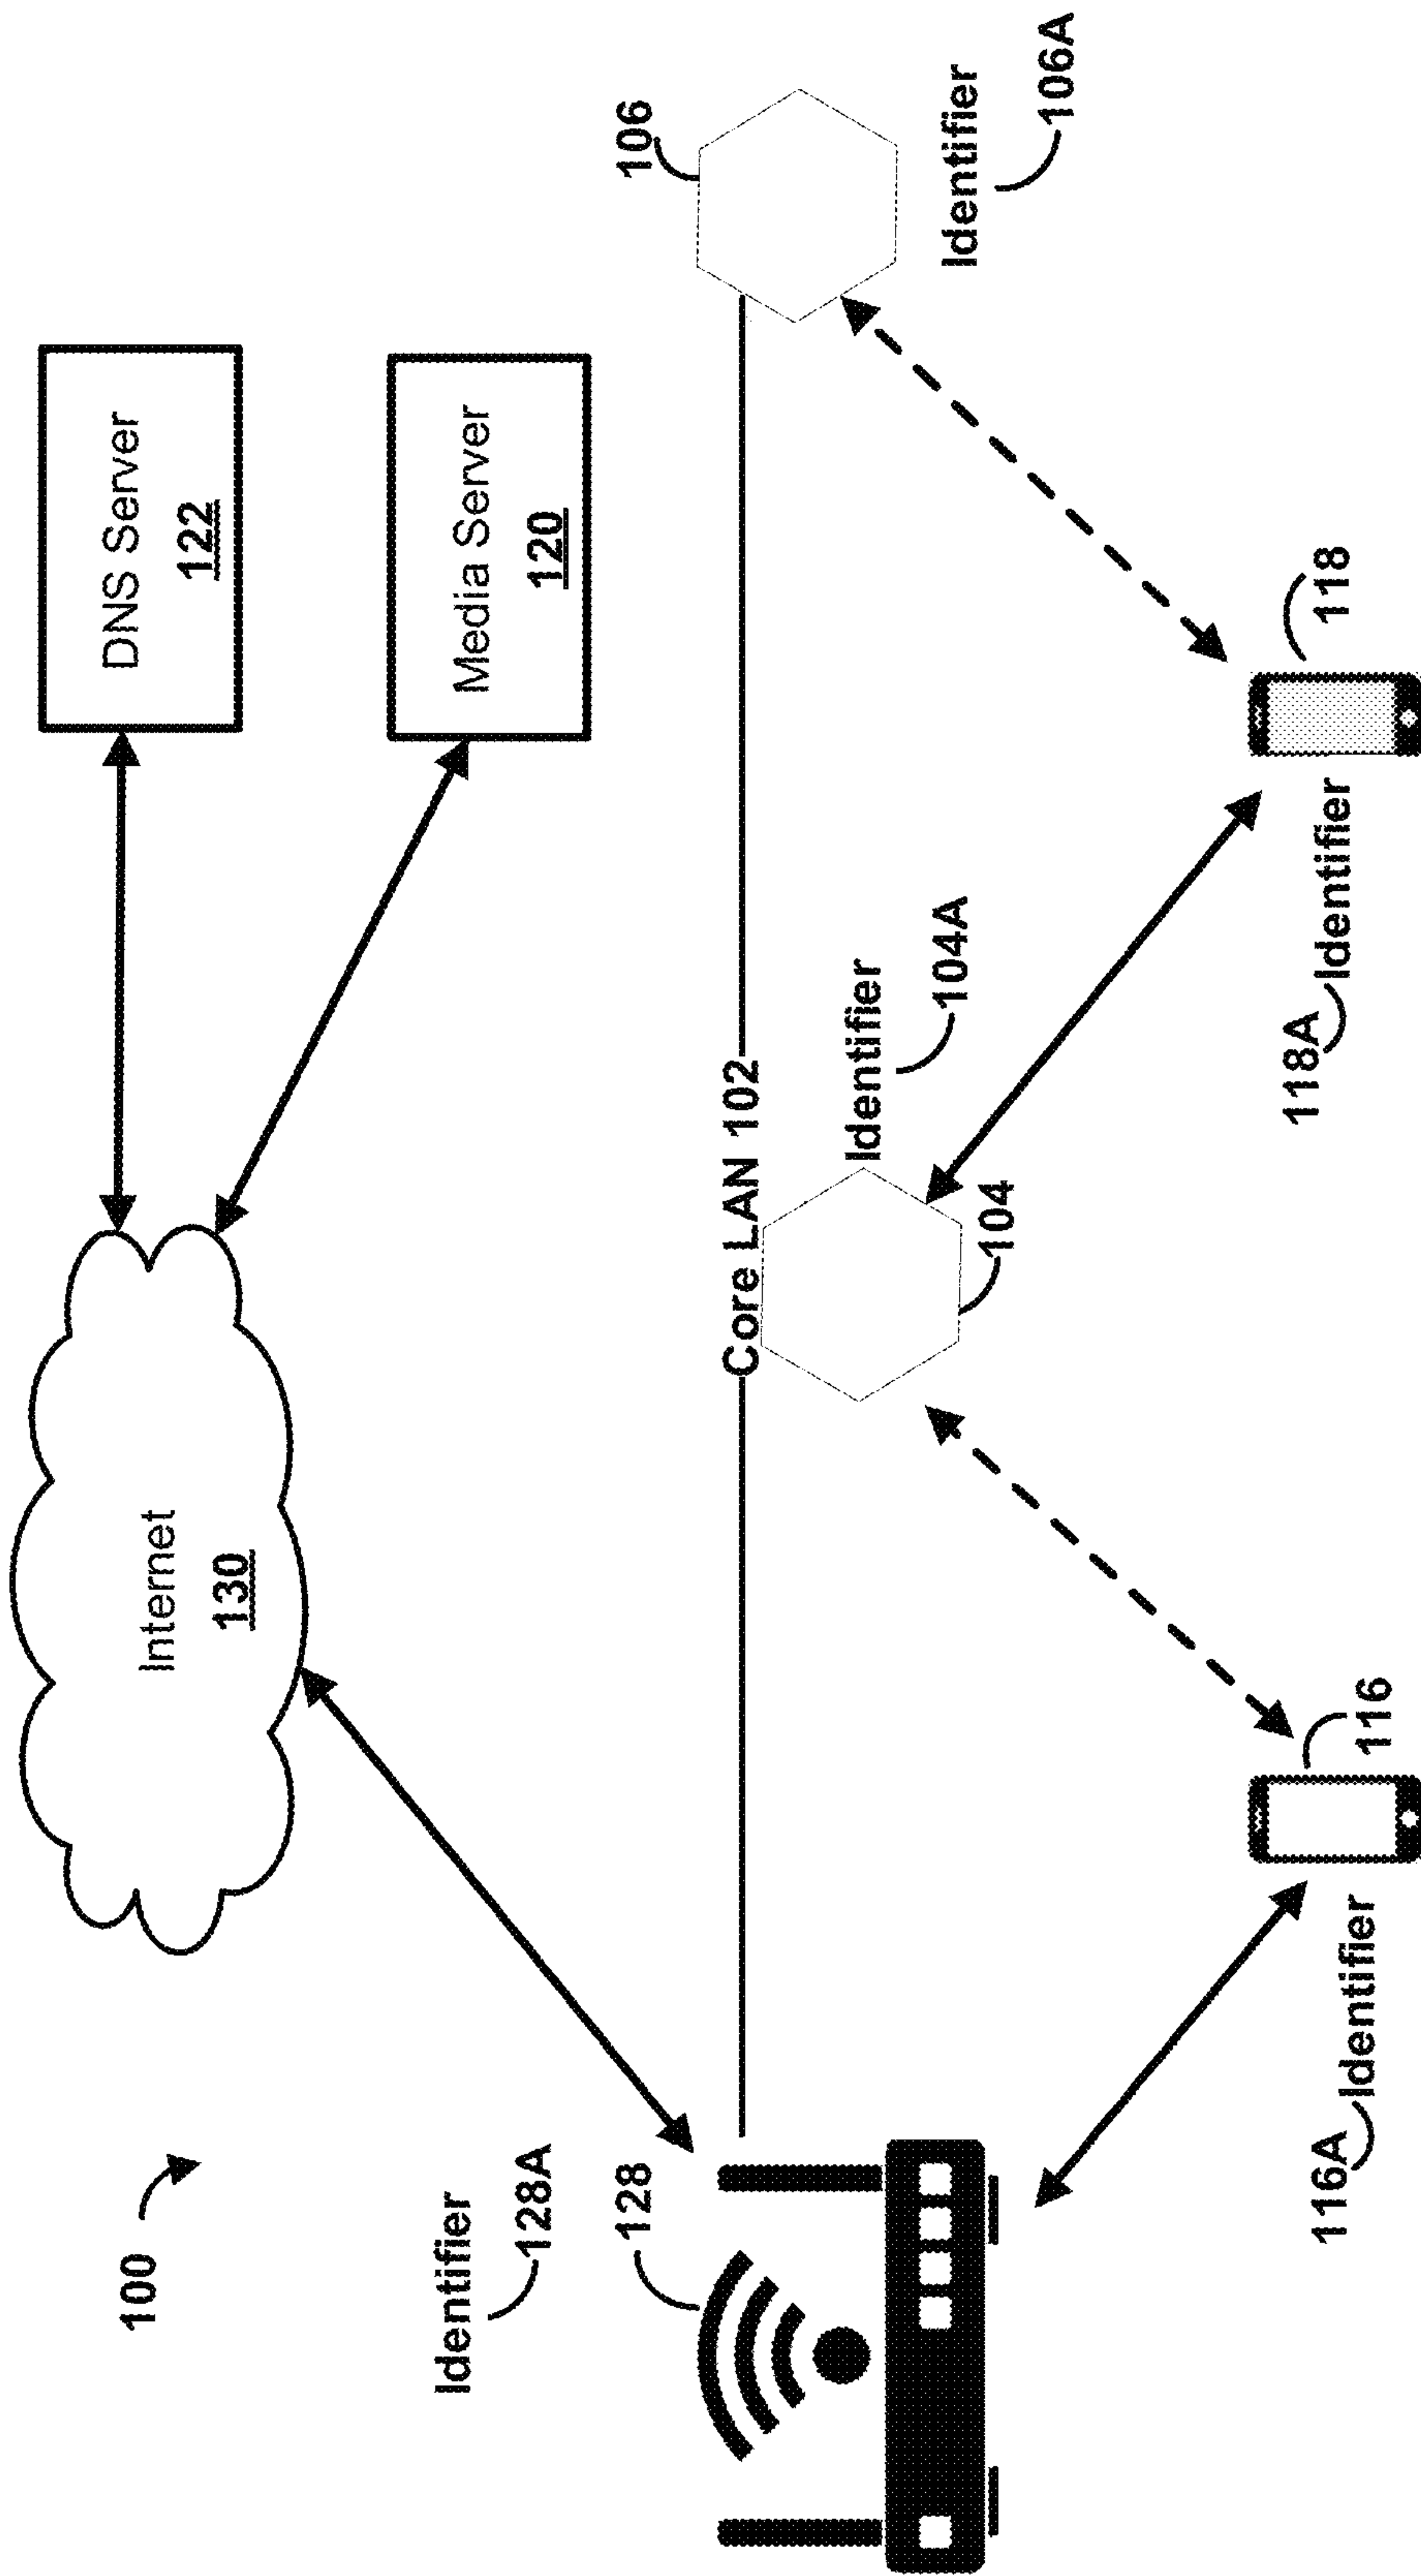 100
Internet
130
DNS Server
122
Media Server
120
Identifier
128A
128
Core LAN 102
106
Identifier
106A
Identifier
104A
104
116A
Identifier
116
118A
Identifier
118